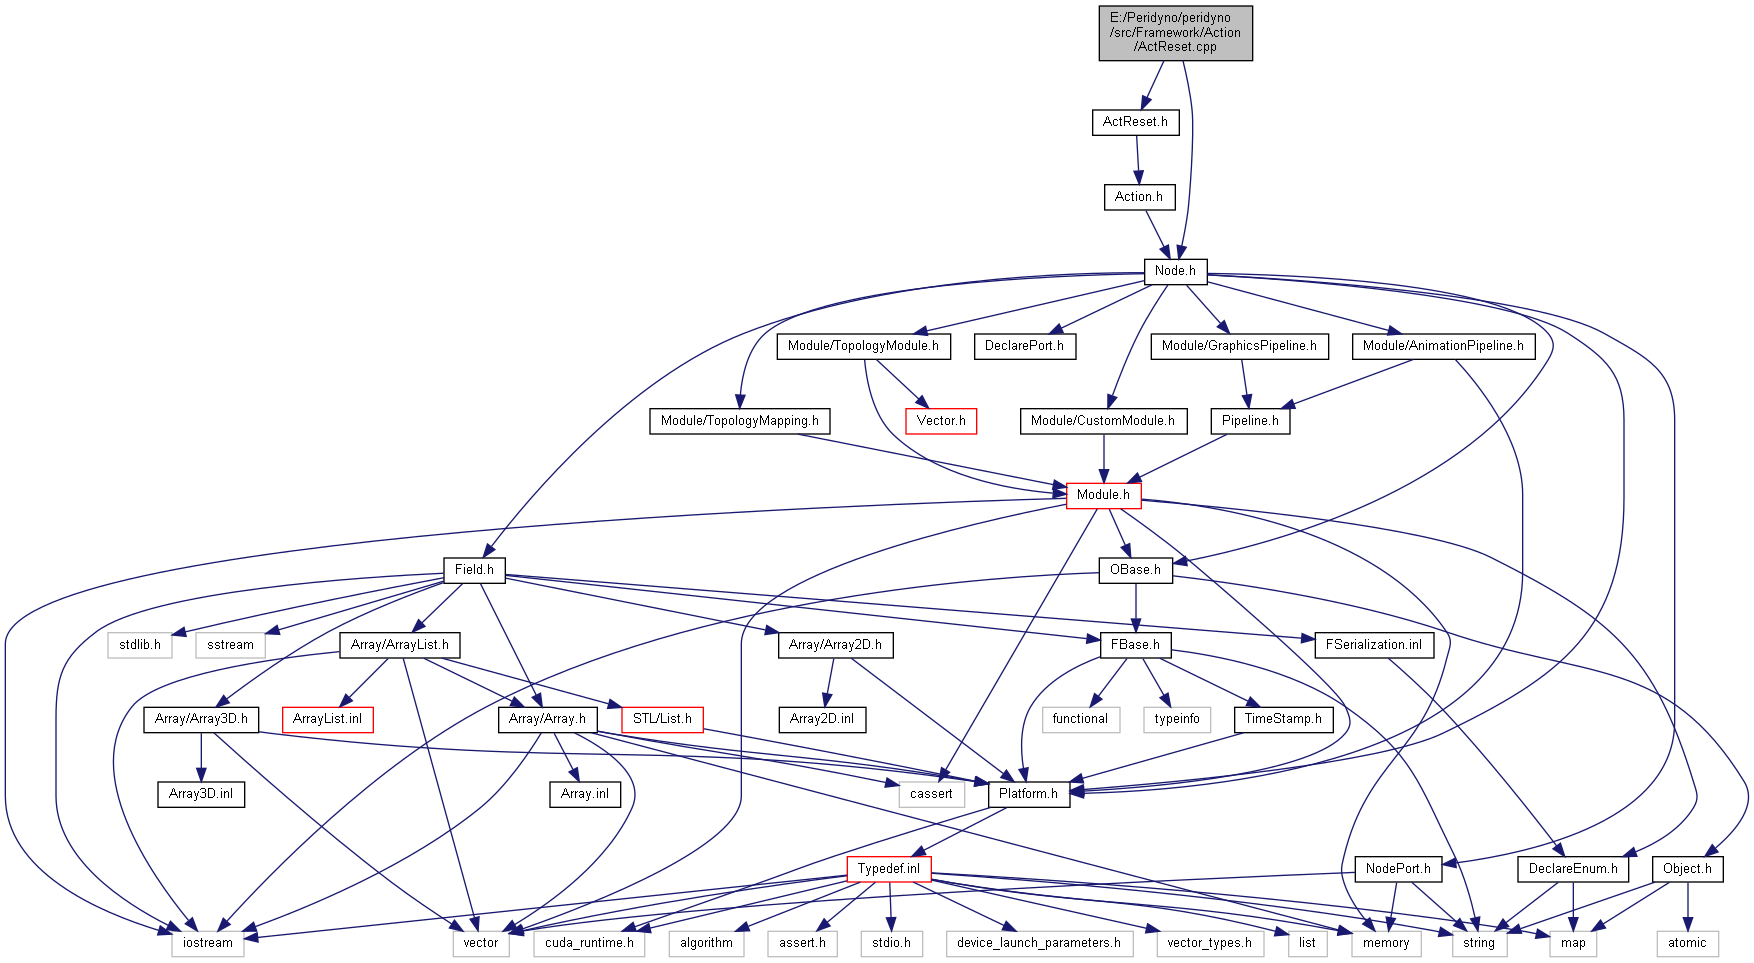 E:/Peridyno/peridyno
/src/Framework/Action
/ActReset.cpp
ActReset.h
Action.h
Node.h
Module/TopologyModule.h
DeclarePort.h
Module/GraphicsPipeline.h
Module/AnimationPipeline.h
Module/TopologyMapping.h
Vector.h
Module/CustomModule.h
Pipeline.h
Module.h
Field.h
OBase.h
stdlib.h
sstream
Array/ArrayList.h
Array/Array2D.h
FBase.h
FSerialization.inl
Array/Array3D.h
ArrayList.inl
Array/Array.h
STL/List.h
Array2D.inl
functional
typeinfo
TimeStamp.h
Array3D.inl
Array.inl
cassert
Platform.h
Typedef.inl
NodePort.h
DeclareEnum.h
Object.h
iostream
vector
cuda_runtime.h
algorithm
assert.h
stdio.h
device_launch_parameters.h
vector_types.h
list
memory
string
map
atomic